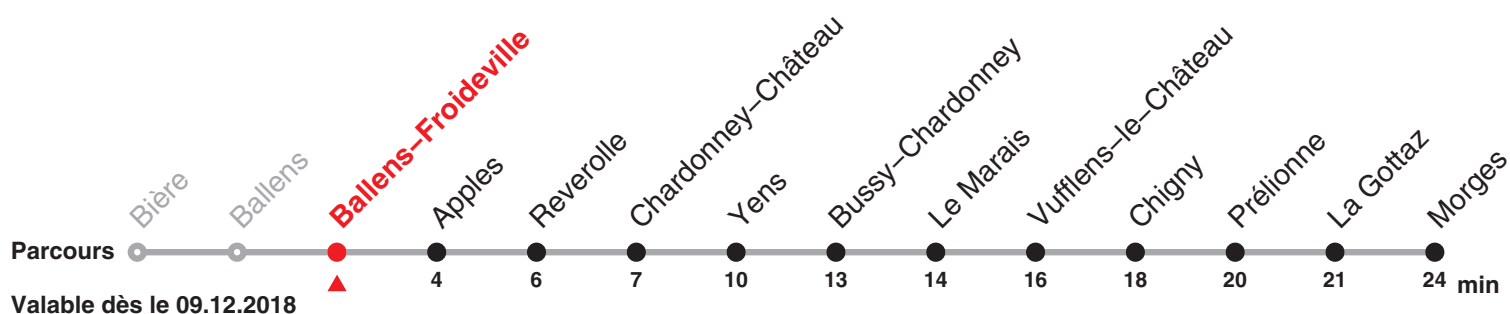 Bière
Ballens
Ballens–Froideville
Apples
Reverolle
Chardonney–Château
Yens
Bussy–Chardonney
Le Marais
Vufflens–le–Château
Chigny
Prélionne
La Gottaz
Morges
Parcours
4 6 7 10 13 14 16 18 20 21 24 min
Valable dès le 09.12.2018